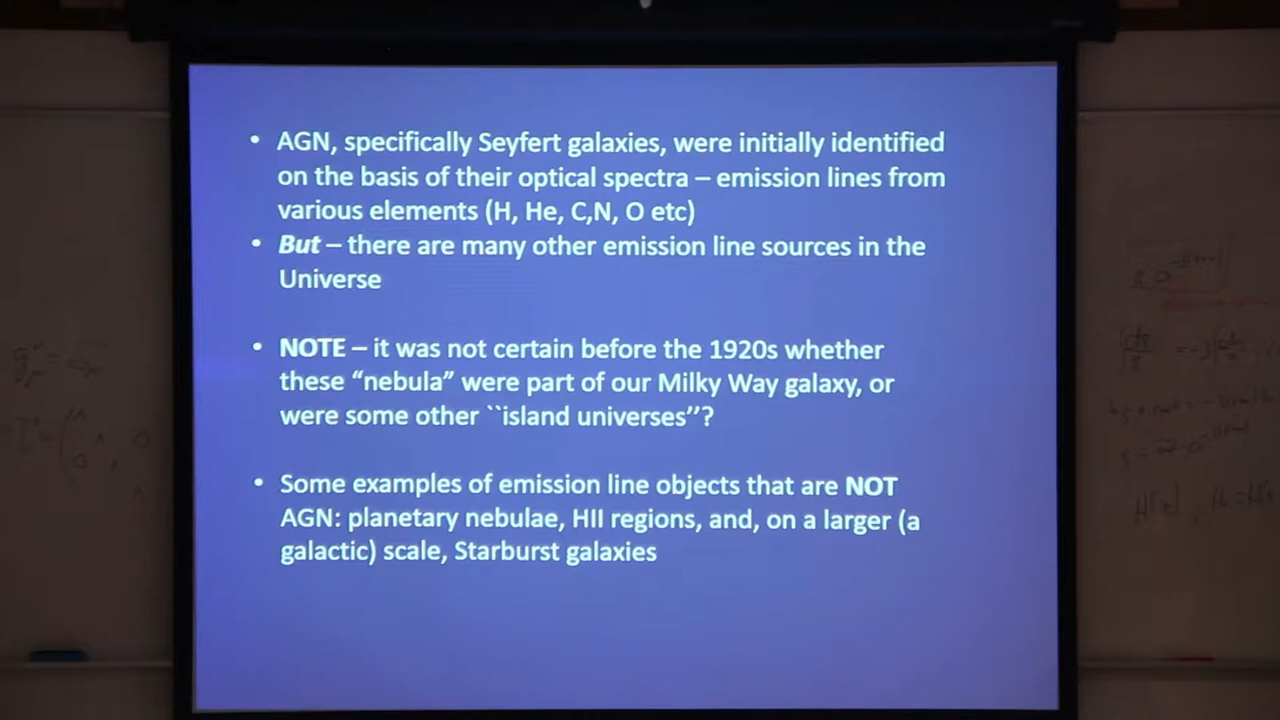 • AGN, specifically Seyfert galaxies, were initially identified
on the basis of their optical spectra – emission lines from
various elements (H, He, C,N, O etc)
• But – there are many other emission line sources in the
Universe
• NOTE – it was not certain before the 1920s whether
these “nebula” were part of our Milky Way galaxy, or
were some other ``island universes’’?
• Some examples of emission line objects that are NOT
AGN: planetary nebulae, HII regions, and, on a larger (a
galactic) scale, Starburst galaxies